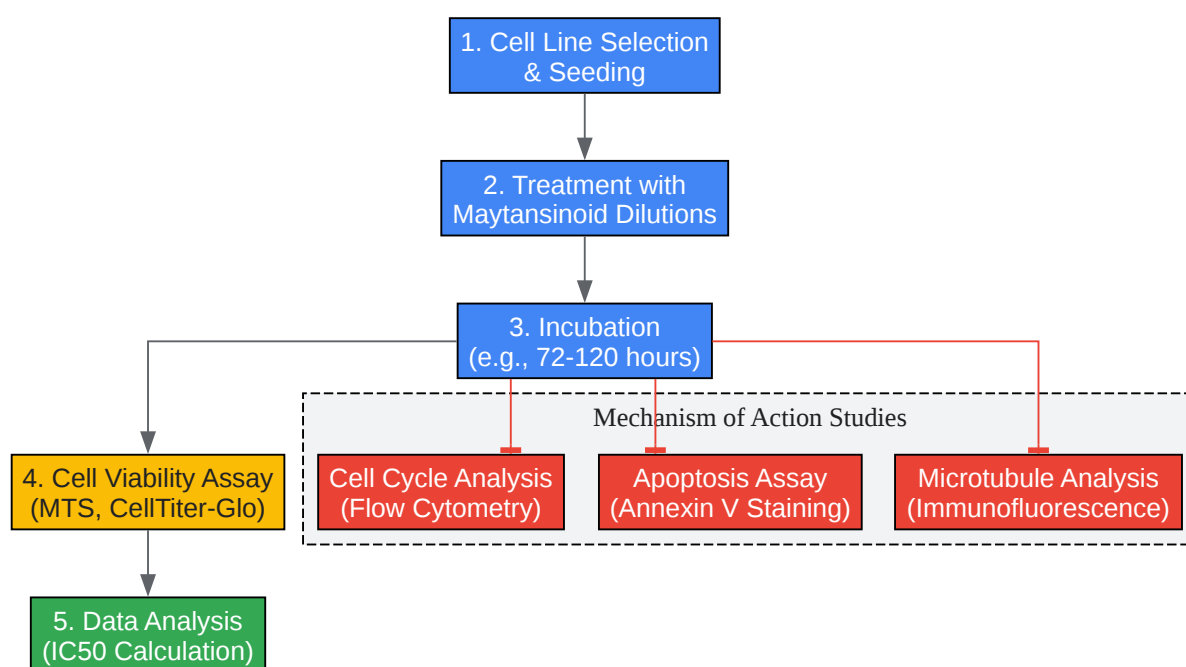 1. Cell Line Selection
& Seeding
2. Treatment with
Maytansinoid Dilutions
3. Incubation
(e.g., 72-120 hours)
Mechanism of Action Studies
4. Cell Viability Assay
(MTS, CellTiter-Glo)
Cell Cycle Analysis
(Flow Cytometry)
Apoptosis Assay
(Annexin V Staining)
Microtubule Analysis
(Immunofluorescence)
5. Data Analysis
(IC50 Calculation)